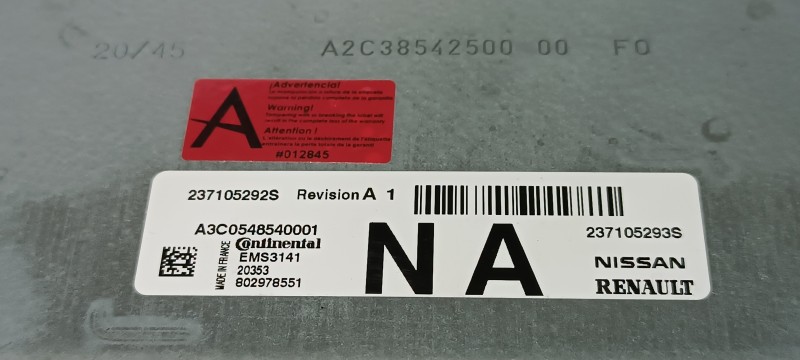 20/45 A2C38542500 00 F0
¡Advertencia!
Warning!
Attention !
#012845
237105292S Revision A 1
A3C0548540001
Continental
EMS3141
20353
802978551
MADE IN FRANCE
NA
237105293S
NISSAN
RENAULT
A